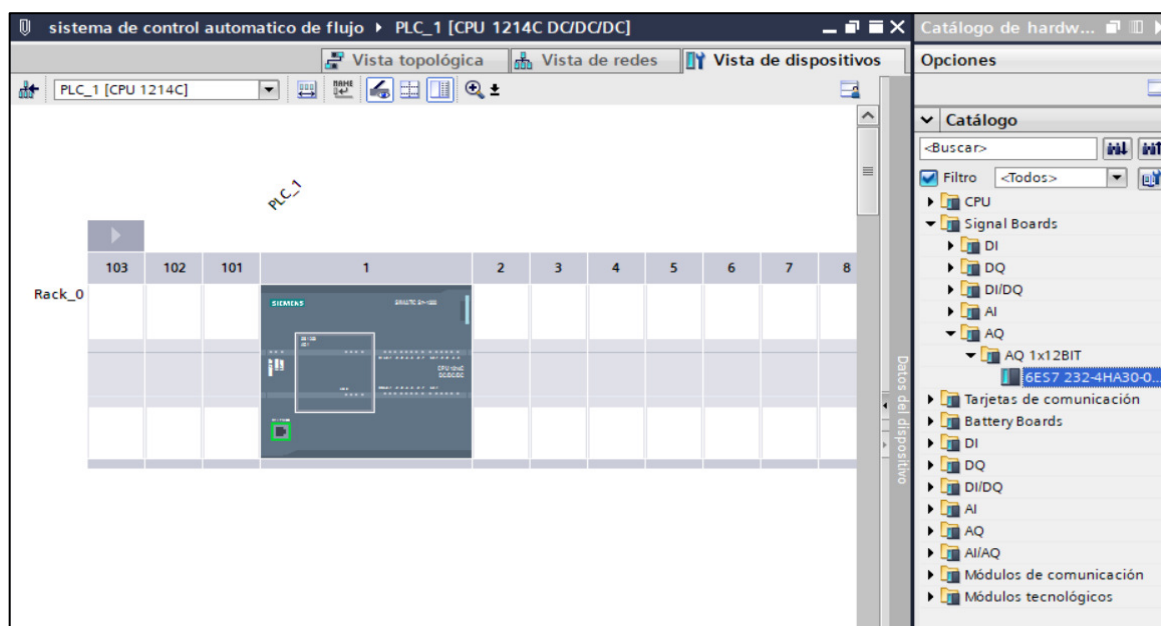 sistema de control automatico de flujo ▸ PLC_1 [CPU 1214C DC/DC/DC]
Vista topológica
Vista de redes
Vista de dispositivos
PLC_1 [CPU 1214C]
PLC_1
103 102 101 1 2 3 4 5 6 7 8
Rack_0
SIEMENS
Datos del dispositivo
Catálogo de hardw...
Opciones
Catálogo
<Buscar>
Filtro <Todos>
CPU
Signal Boards
DI
DQ
DI/DQ
AI
AQ
AQ 1x12BIT
6ES7 232-4HA30-0...
Tarjetas de comunicación
Battery Boards
DI
DQ
DI/DQ
AI
AQ
AI/AQ
Módulos de comunicación
Módulos tecnológicos